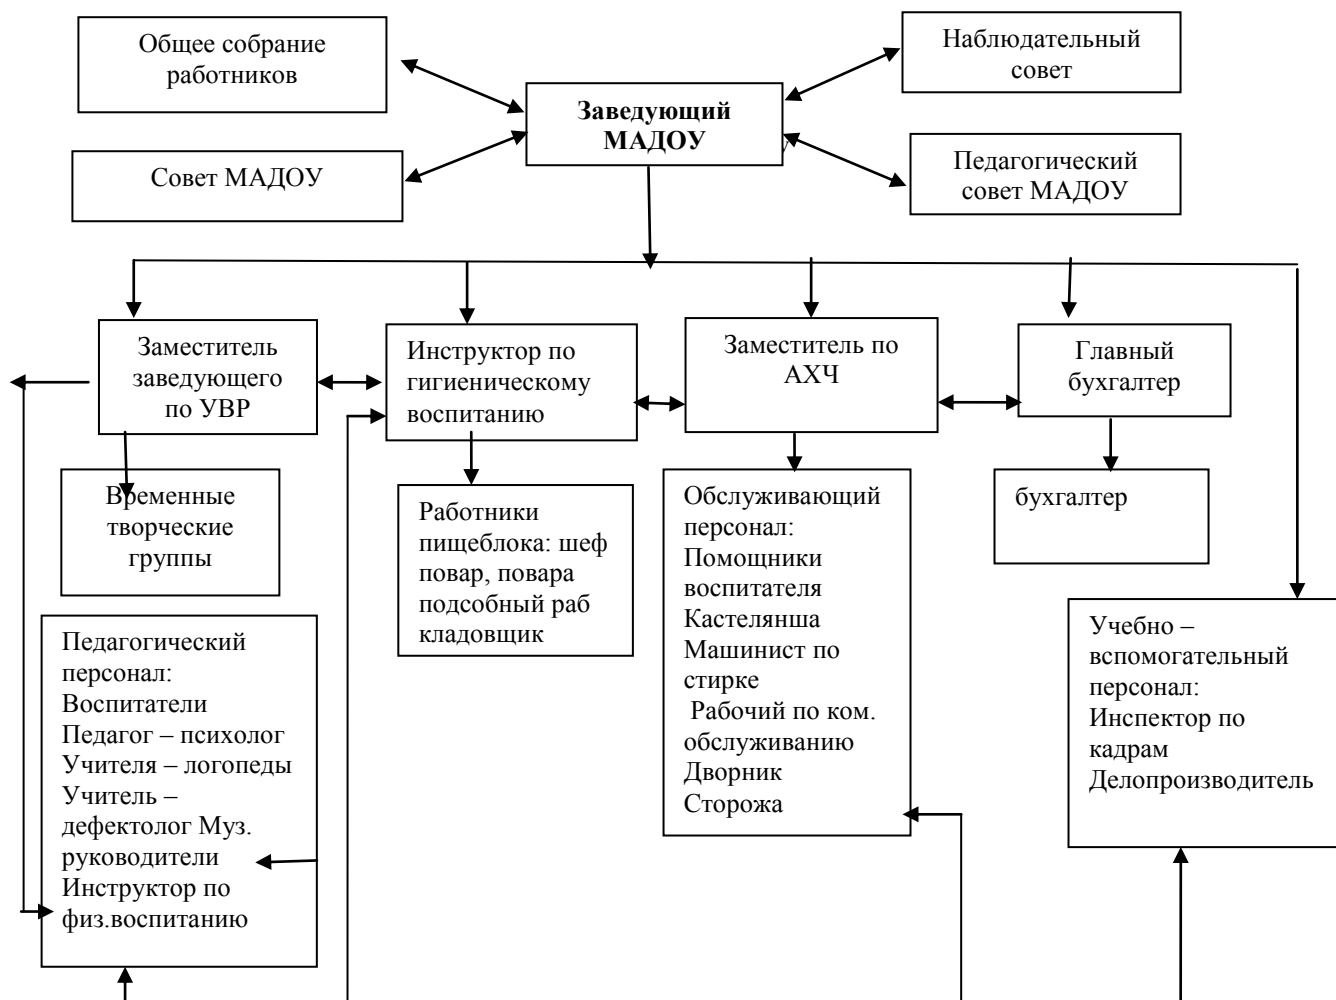 Общее собрание
работников
Наблюдательный
совет
Заведующий
МАДОУ
Совет МАДОУ
Педагогический
совет МАДОУ
Заместитель
заведующего
по УВР
Инструктор по
гигиеническому
воспитанию
Заместитель по
АХЧ
Главный
бухгалтер
Временные
творческие
группы
Работники
пищеблока: шеф
повар, повара
подсобный раб
кладовщик
Обслуживающий
персонал:
Помощники
воспитателя
Кастелянша
Машинист по
стирке
Рабочий по ком.
обслуживанию
Дворник
Сторожа
бухгалтер
Педагогический
персонал:
Воспитатели
Педагог – психолог
Учителя – логопеды
Учитель –
дефектолог Муз.
руководители
Инструктор по
физ.воспитанию
Учебно –
вспомогательный
персонал:
Инспектор по
кадрам
Делопроизводитель